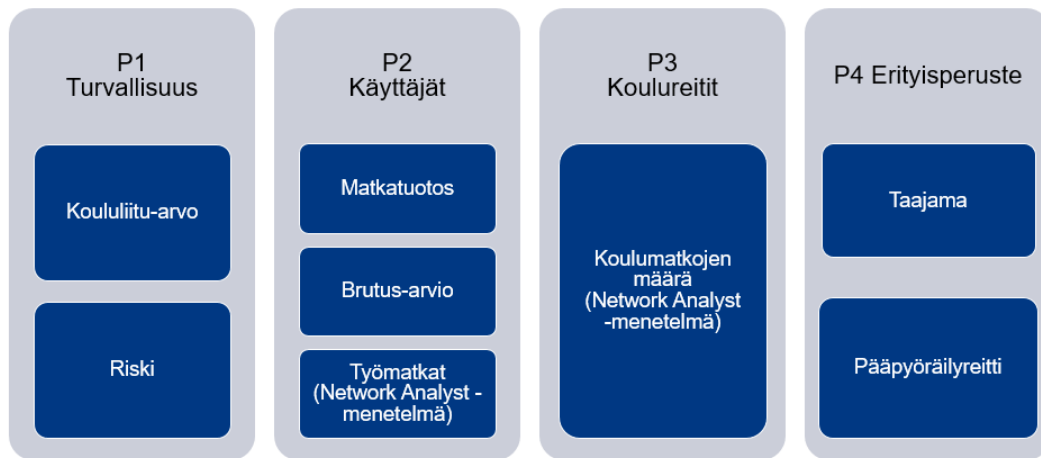 P1
Turvallisuus
Koululiitu-arvo
Riski
P2
Käyttäjät
Matkatuotos
Brutus-arvio
Työmatkat
(Network Analyst -
menetelmä)
P3
Koulureitit
Koulumatkojen
määrä
(Network Analyst
-menetelmä)
P4 Erityisperuste
Taajama
Pääpyöräilyreitti